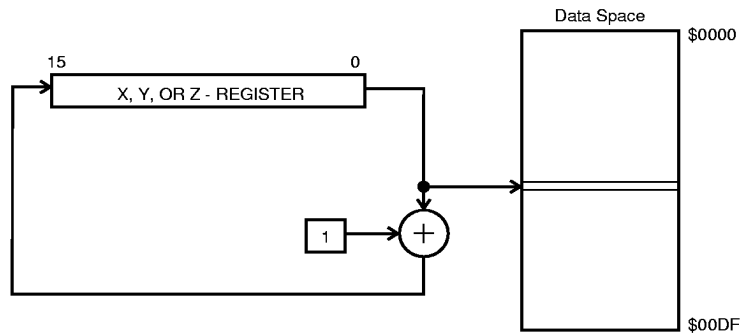 Data Space
$0000
15
0
X, Y, OR Z - REGISTER
1
+
$00DF